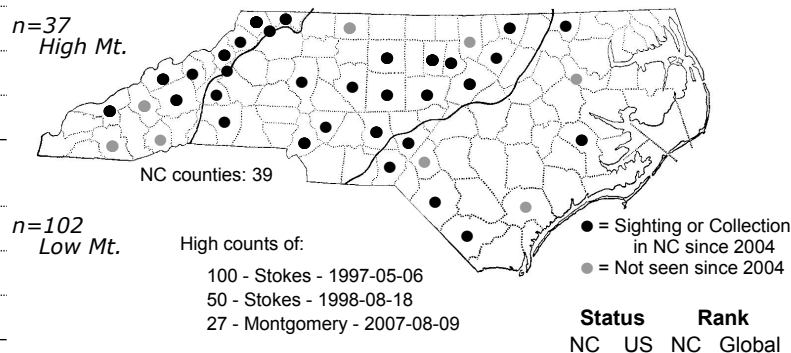 n=37
High Mt.
NC counties: 39
n=102
Low Mt.
High counts of:
100 - Stokes - 1997-05-06
50 - Stokes - 1998-08-18
27 - Montgomery - 2007-08-09
= Sighting or Collection
in NC since 2004
= Not seen since 2004
Status Rank
NC US NC Global